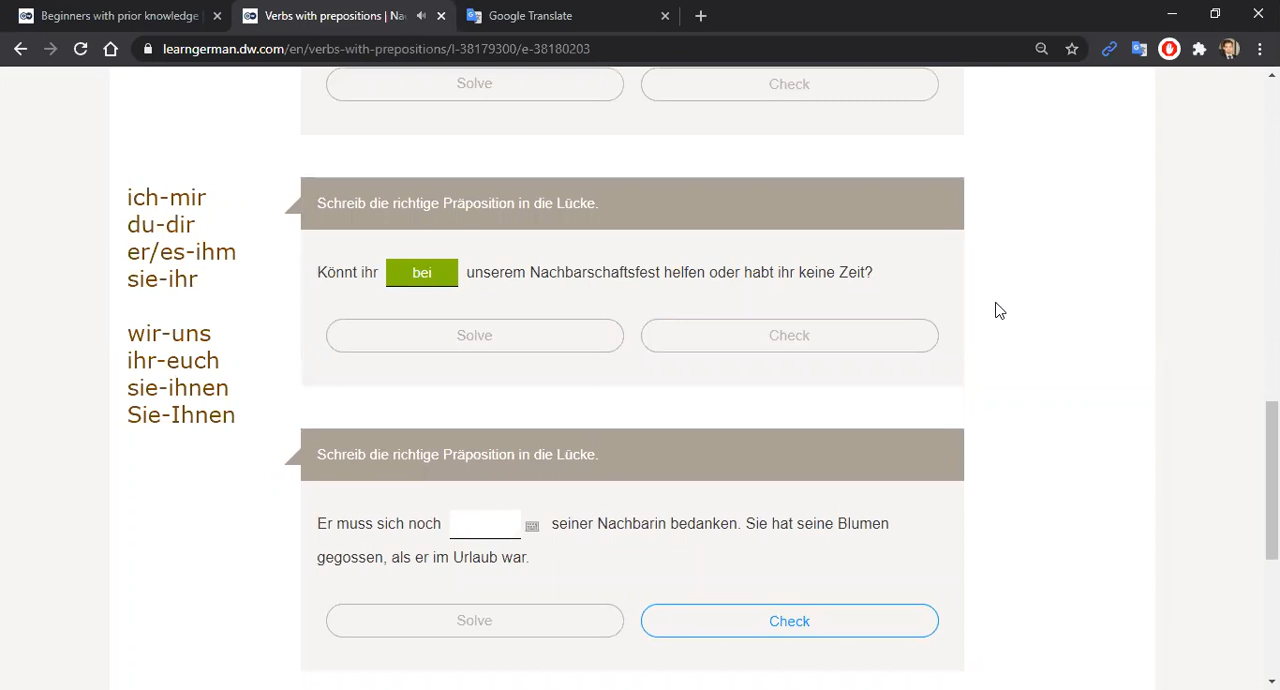 Beginners with prior knowledge
Verbs with prepositions | Na
Google Translate
learngerman.dw.com/en/verbs-with-prepositions/l-38179300/e-38180203
Solve
Check
ich-mir
du-dir
er/es-ihm
sie-ihr
wir-uns
ihr-euch
sie-ihnen
Sie-Ihnen
Schreib die richtige Präposition in die Lücke.
Könnt ihr bei unserem Nachbarschaftsfest helfen oder habt ihr keine Zeit?
Solve
Check
Schreib die richtige Präposition in die Lücke.
Er muss sich noch seiner Nachbarin bedanken. Sie hat seine Blumen
gegossen, als er im Urlaub war.
Solve
Check